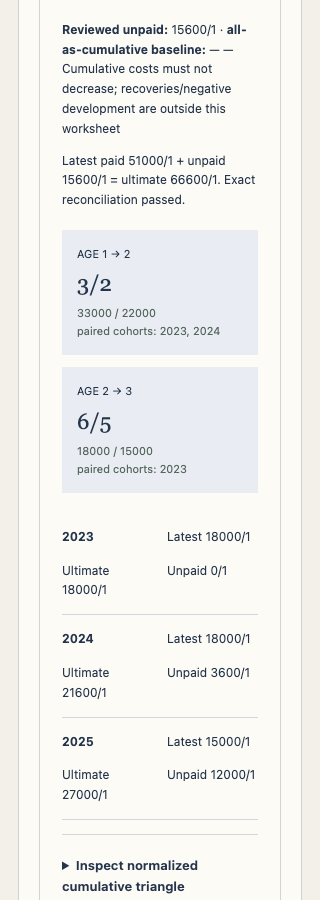 Reviewed unpaid: 15600/1 · all-
as-cumulative baseline: — —
Cumulative costs must not
decrease; recoveries/negative
development are outside this
worksheet
Latest paid 51000/1 + unpaid
15600/1 = ultimate 66600/1. Exact
reconciliation passed.
AGE 1 → 2
3/2
33000 / 22000
paired cohorts: 2023, 2024
AGE 2 → 3
6/5
18000 / 15000
paired cohorts: 2023
2023 Latest 18000/1
Ultimate Unpaid 0/1
18000/1
2024 Latest 18000/1
Ultimate Unpaid 3600/1
21600/1
2025 Latest 15000/1
Ultimate Unpaid 12000/1
27000/1
▶ Inspect normalized
cumulative triangle